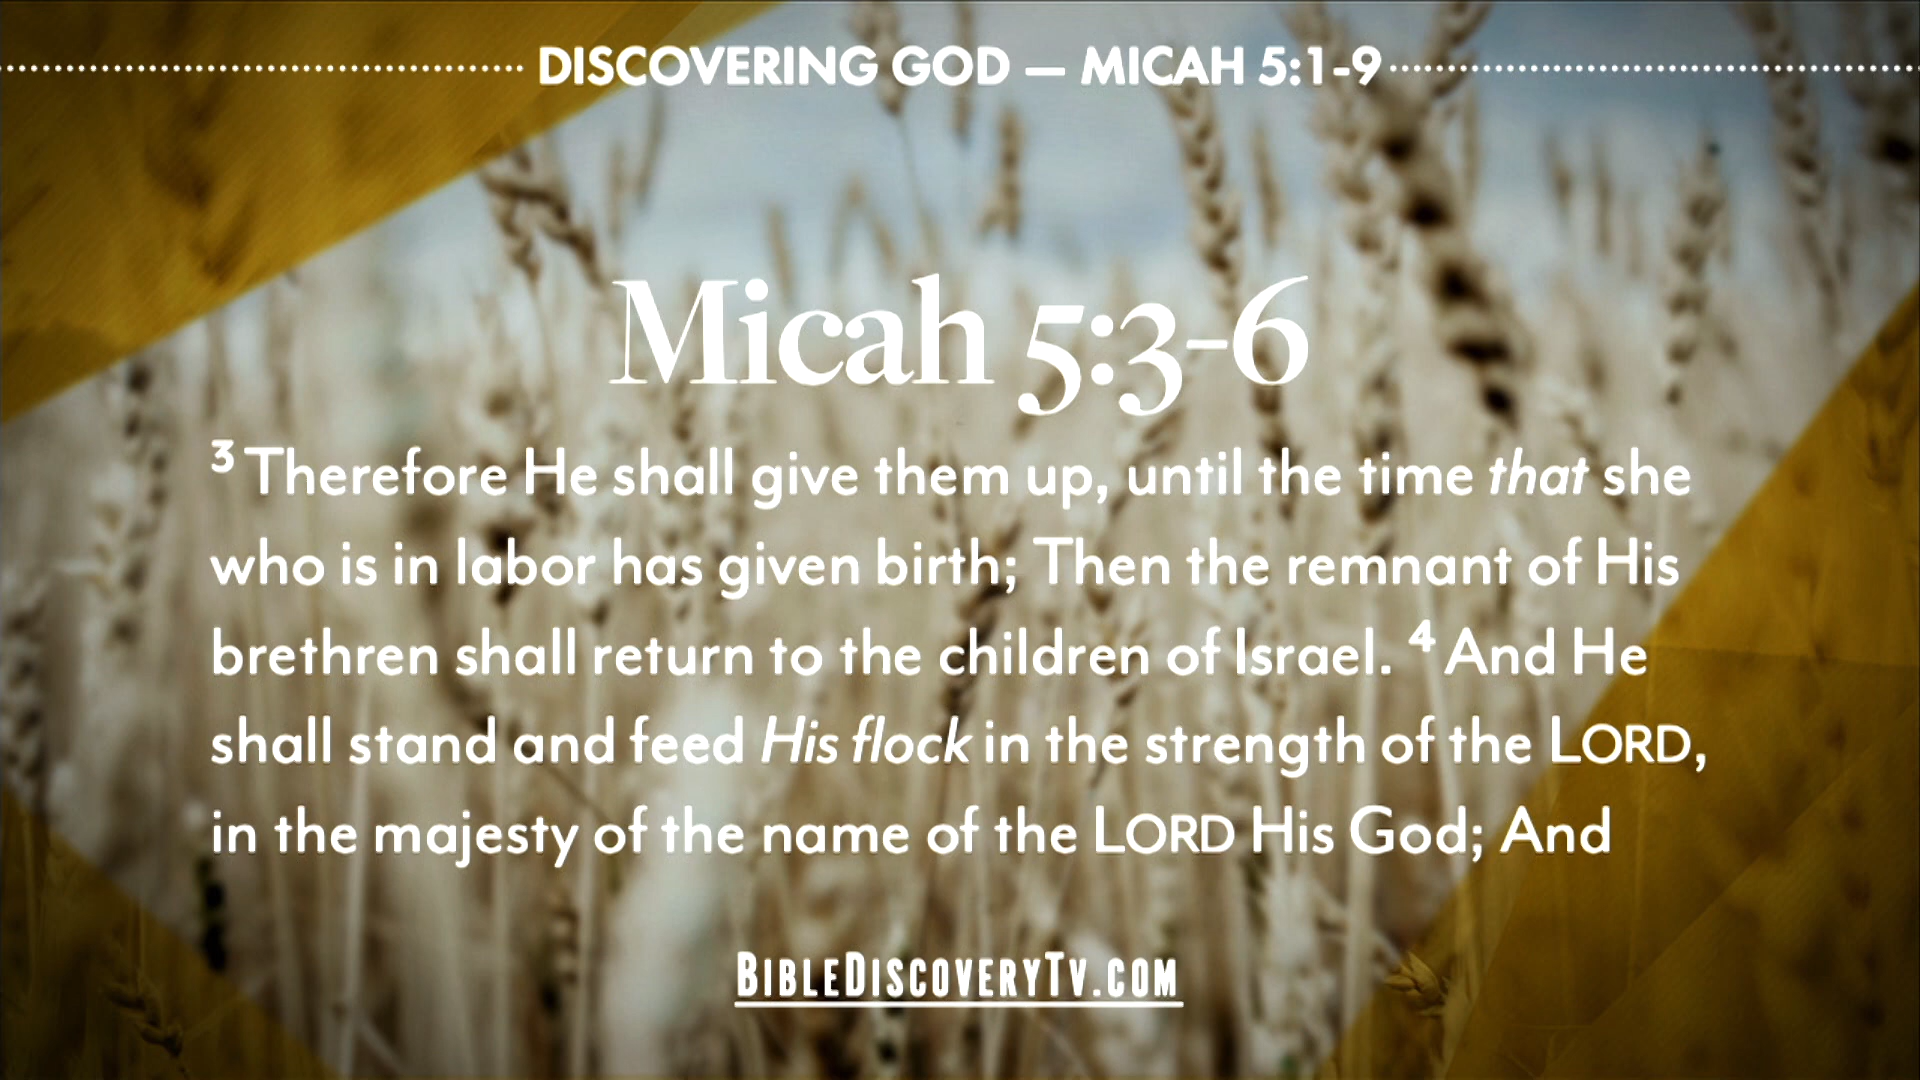 DISCOVERING GOD — MICAH 5:1-9
Micah 5:3-6
3 Therefore He shall give them up, until the time that she
who is in labor has given birth; Then the remnant of His
brethren shall return to the children of Israel. 4 And He
shall stand and feed His flock in the strength of the LORD,
in the majesty of the name of the LORD His God; And
BIBLEDISCOVERYTV.COM